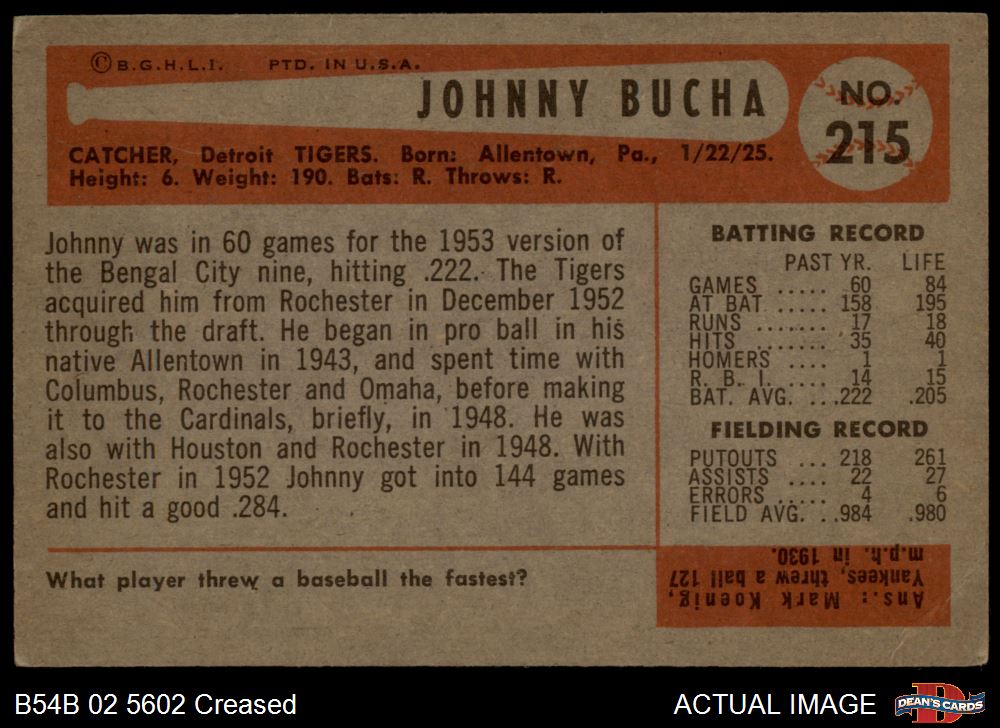 © B.G.H.L.I. PTD. IN U.S.A.
JOHNNY BUCHA
NO.
215
CATCHER, Detroit TIGERS. Born: Allentown, Pa., 1/22/25.
Height: 6. Weight: 190. Bats: R. Throws: R.
Johnny was in 60 games for the 1953 version of
the Bengal City nine, hitting .222. The Tigers
acquired him from Rochester in December 1952
through the draft. He began in pro ball in his
native Allentown in 1943, and spent time with
Columbus, Rochester and Omaha, before making
it to the Cardinals, briefly, in 1948. He was
also with Houston and Rochester in 1948. With
Rochester in 1952 Johnny got into 144 games
and hit a good .284.
BATTING RECORD
PAST YR. LIFE
GAMES ..... 60 84
AT BAT ..... 158 195
RUNS ....... 17 18
HITS ........ 35 40
HOMERS .... 1 1
R. B. I. .... 14 15
BAT. AVG. ...222 .205
FIELDING RECORD
PUTOUTS ... 218 261
ASSISTS .... 22 27
ERRORS ..... 4 6
FIELD AVG. ..984 .980
What player threw a baseball the fastest?
Ans.: Mark Koenig,
Yankees, threw a ball 127
m.p.h. in 1930.
B54B 02 5602 Creased
ACTUAL IMAGE
D
DEAN'S CARDS